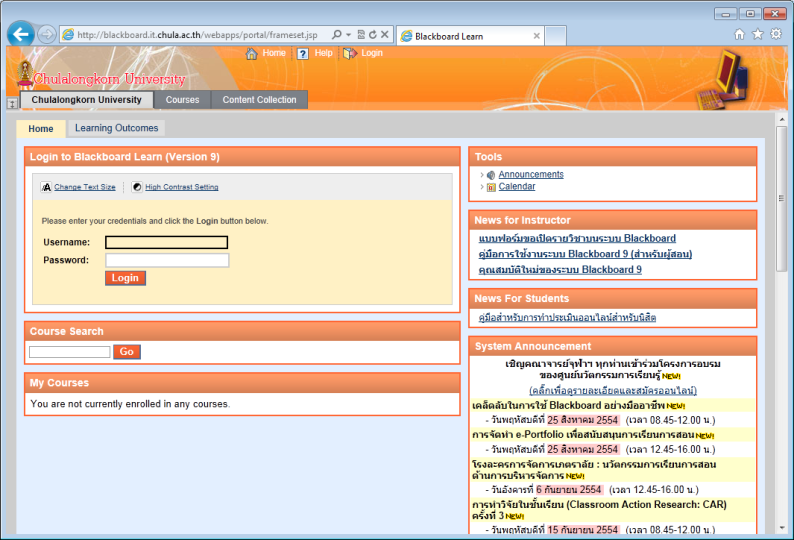 http://blackboard.it.chula.ac.th/webapps/portal/frameset.jsp
Blackboard Learn
Home
Help
Login
Chulalongkorn University
Chulalongkorn University
Courses
Content Collection
Home
Learning Outcomes
Login to Blackboard Learn (Version 9)
Change Text Size
High Contrast Setting
Please enter your credentials and click the Login button below.
Username:
Password:
Login
Course Search
Go
My Courses
You are not currently enrolled in any courses.
Tools
Announcements
Calendar
News for Instructor
แบบฟอร์มขอเปิดรายวิชาบนระบบ Blackboard
คู่มือการใช้งานระบบ Blackboard 9 (สำหรับผู้สอน)
คุณสมบัติใหม่ของระบบ Blackboard 9
News For Students
คู่มือสำหรับการทำประเมินออนไลน์สำหรับนิสิต
System Announcement
เชิญคณาจารย์จุฬาฯ ทุกท่านเข้าร่วมโครงการอบรม
ของศูนย์นวัตกรรมการเรียนรู้ NEW!
(คลิ๊กเพื่อดูรายละเอียดและสมัครออนไลน์)
เคล็ดลับในการใช้ Blackboard อย่างมืออาชีพ NEW!
- วันพฤหัสบดีที่ 25 สิงหาคม 2554 (เวลา 08.45-12.00 น.)
การจัดทำ e-Portfolio เพื่อสนับสนุนการเรียนการสอน NEW!
- วันพฤหัสบดีที่ 25 สิงหาคม 2554 (เวลา 12.45-16.00 น.)
โรงละครการจัดการเภตราลัย : นวัตกรรมการเรียนการสอน
ด้านการบริหารจัดการ NEW!
- วันอังคารที่ 6 กันยายน 2554 (เวลา 12.45-16.00 น.)
การทำวิจัยในชั้นเรียน (Classroom Action Research: CAR)
ครั้งที่ 3 NEW!
- วันพฤหัสบดีที่ 15 กันยายน 2554 (เวลา 08.45-12.00 น.)